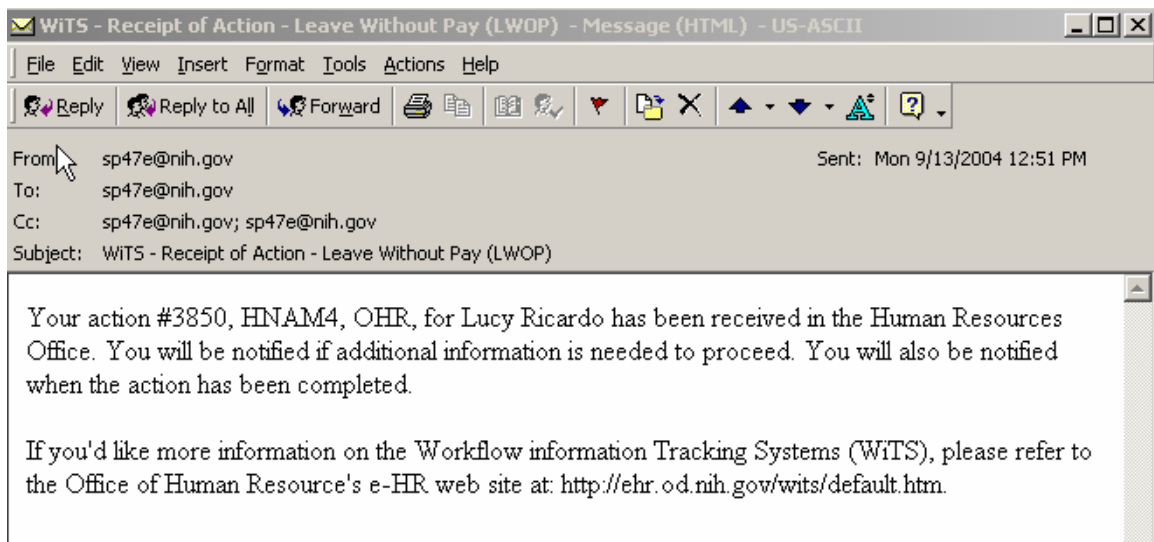 WiTS - Receipt of Action - Leave Without Pay (LWOP) - Message (HTML) - US-ASCII
File Edit View Insert Format Tools Actions Help
Reply Reply to All Forward
From: sp47e@nih.gov Sent: Mon 9/13/2004 12:51 PM
To: sp47e@nih.gov
Cc: sp47e@nih.gov; sp47e@nih.gov
Subject: WiTS - Receipt of Action - Leave Without Pay (LWOP)
Your action #3850, HNAM4, OHR, for Lucy Ricardo has been received in the Human Resources
Office. You will be notified if additional information is needed to proceed. You will also be notified
when the action has been completed.
If you'd like more information on the Workflow information Tracking Systems (WiTS), please refer to
the Office of Human Resource's e-HR web site at: http://ehr.od.nih.gov/wits/default.htm.